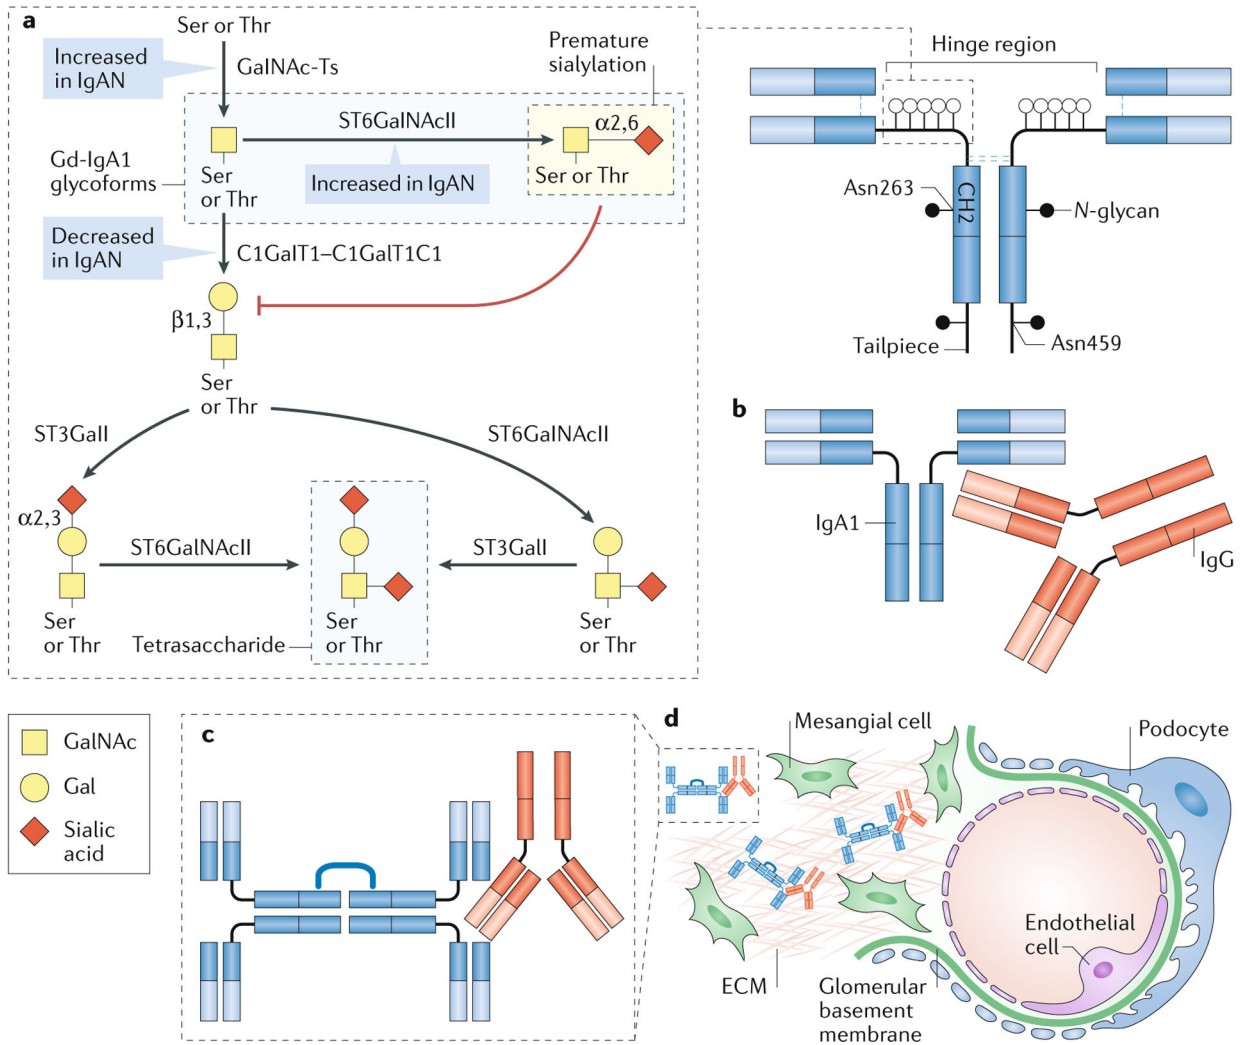 a
Ser or Thr
Increased
in IgAN
GalNAc-Ts
Premature
sialylation
ST6GalNAcII
α2,6
Gd-IgA1
glycoforms
Ser
or Thr
Increased in IgAN
Ser or Thr
Decreased
in IgAN
C1GalT1–C1GalT1C1
β1,3
Ser
or Thr
ST3GalI
ST6GalNAcII
α2,3
ST6GalNAcII
ST3GalI
Ser
or Thr
Tetrasaccharide
Ser
or Thr
Ser
or Thr
Hinge region
Asn263
CH2
N-glycan
Tailpiece
Asn459
b
IgA1
IgG
GalNAc
Gal
Sialic
acid
c
d
Mesangial cell
Podocyte
Endothelial
cell
ECM
Glomerular
basement
membrane